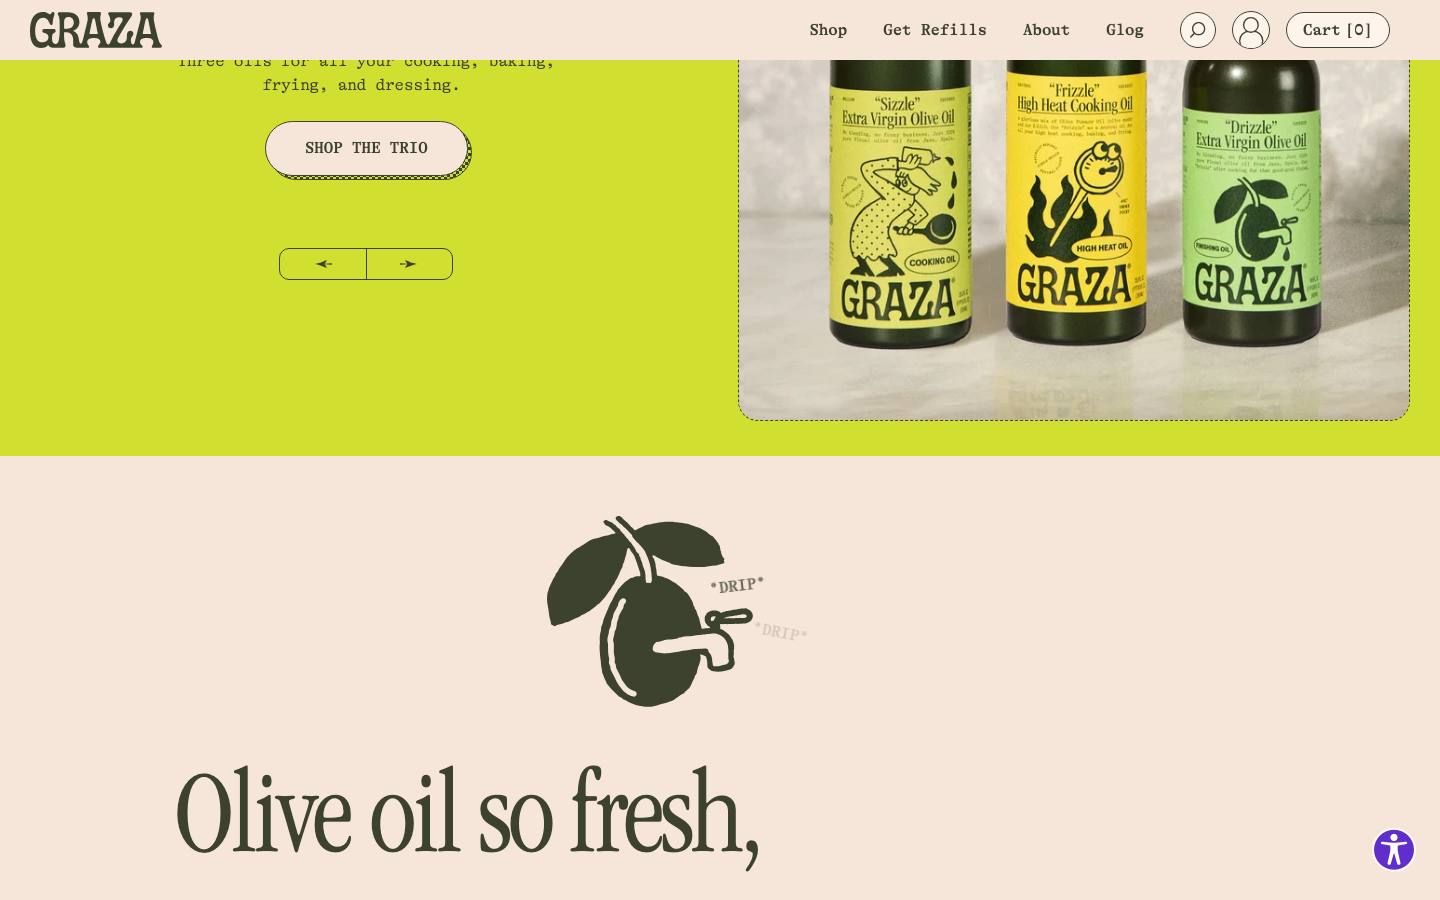 GRAZA
Shop
Get Refills
About
Glog
Cart [0]
Three oils for all your cooking, baking,
frying, and dressing.
SHOP THE TRIO
"Sizzle"
Extra Virgin Olive Oil
COOKING OIL
GRAZA
"Frizzle"
High Heat Cooking Oil
HIGH HEAT OIL
GRAZA
"Drizzle"
Extra Virgin Olive Oil
FINISHING OIL
GRAZA
*DRIP*
*DRIP*
Olive oil so fresh,